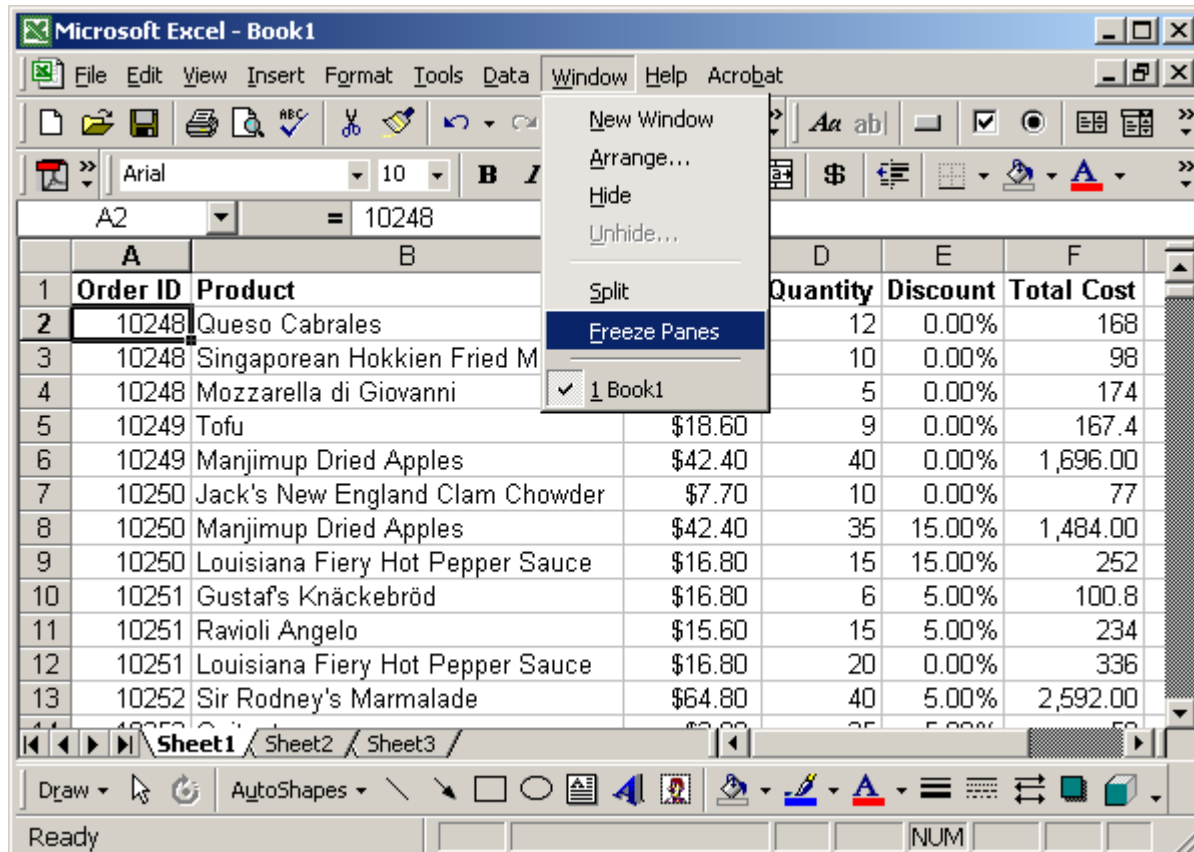 Microsoft Excel - Book1
File Edit View Insert Format Tools Data Window Help Acrobat
ABC Aa ab|
Arial 10 B I $ A
A2 = 10248
New Window
Arrange...
Hide
Unhide...
Split
Freeze Panes
1 Book1
A B D E F
1 Order ID Product Quantity Discount Total Cost
2 10248 Queso Cabrales 12 0.00% 168
3 10248 Singaporean Hokkien Fried M 10 0.00% 98
4 10248 Mozzarella di Giovanni 5 0.00% 174
5 10249 Tofu $18.60 9 0.00% 167.4
6 10249 Manjimup Dried Apples $42.40 40 0.00% 1,696.00
7 10250 Jack's New England Clam Chowder $7.70 10 0.00% 77
8 10250 Manjimup Dried Apples $42.40 35 15.00% 1,484.00
9 10250 Louisiana Fiery Hot Pepper Sauce $16.80 15 15.00% 252
10 10251 Gustaf's Knäckebröd $16.80 6 5.00% 100.8
11 10251 Ravioli Angelo $15.60 15 5.00% 234
12 10251 Louisiana Fiery Hot Pepper Sauce $16.80 20 0.00% 336
13 10252 Sir Rodney's Marmalade $64.80 40 5.00% 2,592.00
Sheet1 Sheet2 Sheet3
Draw AutoShapes A A
Ready NUM